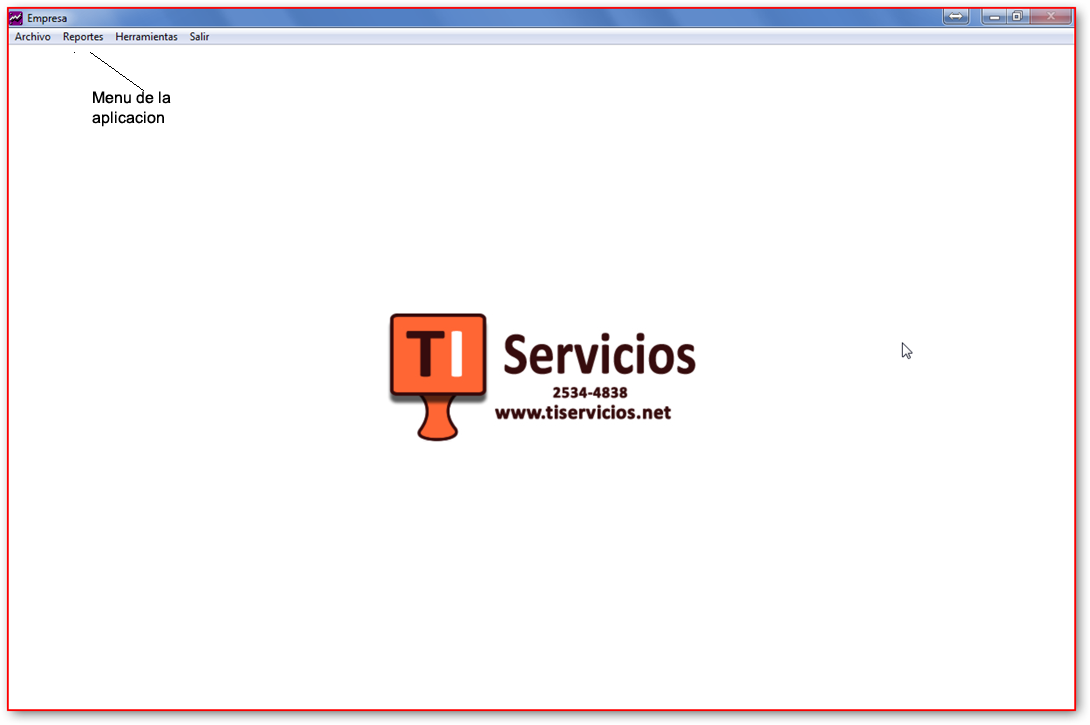 Empresa
Archivo Reportes Herramientas Salir
Menu de la
aplicacion
TI Servicios
2534-4838
www.tiservicios.net